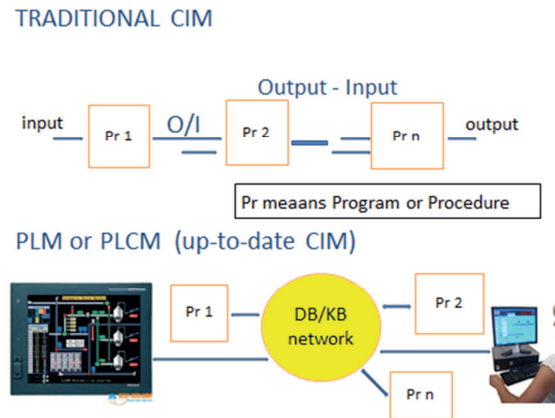 TRADITIONAL CIM
Output - Input
input
Pr 1
O/I
Pr 2
Pr n
output
Pr meaans Program or Procedure
PLM or PLCM (up-to-date CIM)
Pr 1
DB/KB
network
Pr 2
Pr n